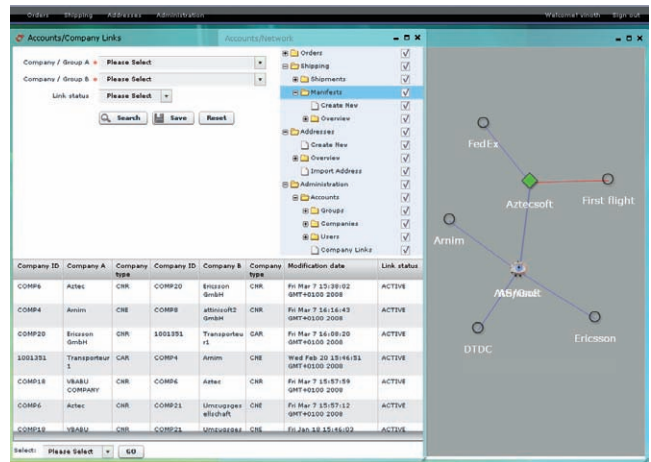 Orders Shipping Addresses Administration Welcome! vinoth Sign out
Accounts/Company Links Accounts/Network
Company / Group A Please Select
Company / Group B Please Select
Link status Please Select
Search Save Reset
Orders
Shipping
Shipments
Manifests
Create New
Overview
Addresses
Create New
Overview
Import Address
Administration
Accounts
Groups
Companies
Users
Company Links
Company ID Company A Company type Company ID Company B Company type Modification date Link status
COMP6 Aztec CNR COMP20 Ericsson GmbH CNR Fri Mar 7 15:38:02 GMT+0100 2008 ACTIVE
COMP4 Arnim CNE COMP8 CNR Fri Mar 7 16:16:43 GMT+0100 2008 ACTIVE
COMP20 Ericsson GmbH CNR 1001351 Transporteur1 CAR Fri Mar 7 16:08:20 GMT+0100 2008 ACTIVE
1001351 Transporteur1 CAR COMP4 Arnim CNE Wed Feb 20 15:46:51 GMT+0100 2008 ACTIVE
COMP18 VBABU COMPANY CNR COMP6 Aztec CNR Fri Mar 7 15:57:59 GMT+0100 2008 ACTIVE
COMP6 Aztec CNR COMP21 Umzugsgesellschaft CNE Fri Mar 7 15:57:12 GMT+0100 2008 ACTIVE
COMP18 VBABU CNR COMP21 Umzugsges CNE Fri Jan 18 15:46:03 ACTIVE
Select: Please Select GO
FedEx
Aztecsoft
First flight
Arnim
Ericsson
DTDC